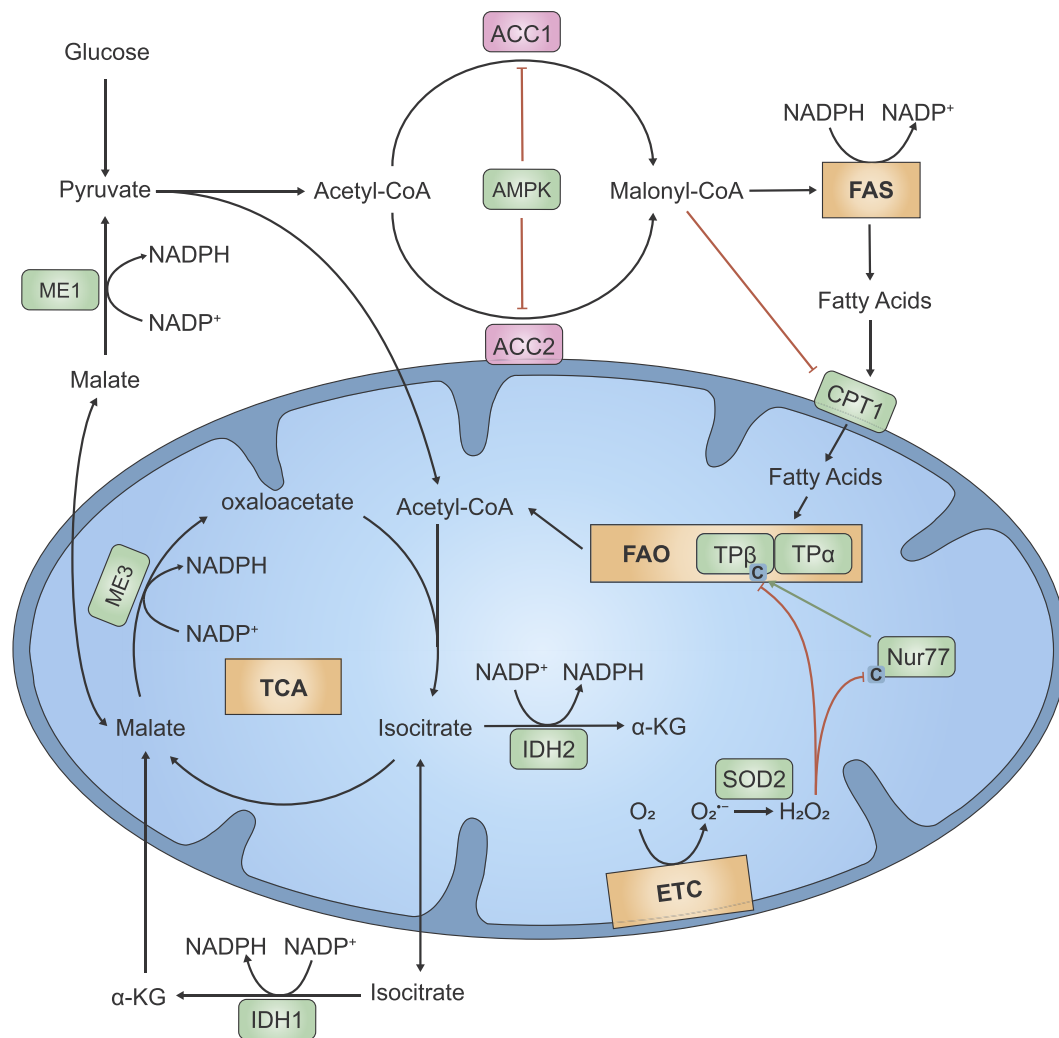 ACC1
Glucose
NADPH NADP⁺
Pyruvate
Acetyl-CoA
AMPK
Malonyl-CoA
FAS
NADPH
ME1
NADP⁺
Fatty Acids
ACC2
Malate
CPT1
Fatty Acids
oxaloacetate
Acetyl-CoA
FAO
TPβ
TPα
C
NADPH
ME3
NADP⁺
Nur77
C
TCA
NADP⁺ NADPH
Malate
Isocitrate
α-KG
IDH2
SOD2
O₂
O₂•−
H₂O₂
ETC
NADPH NADP⁺
α-KG
Isocitrate
IDH1